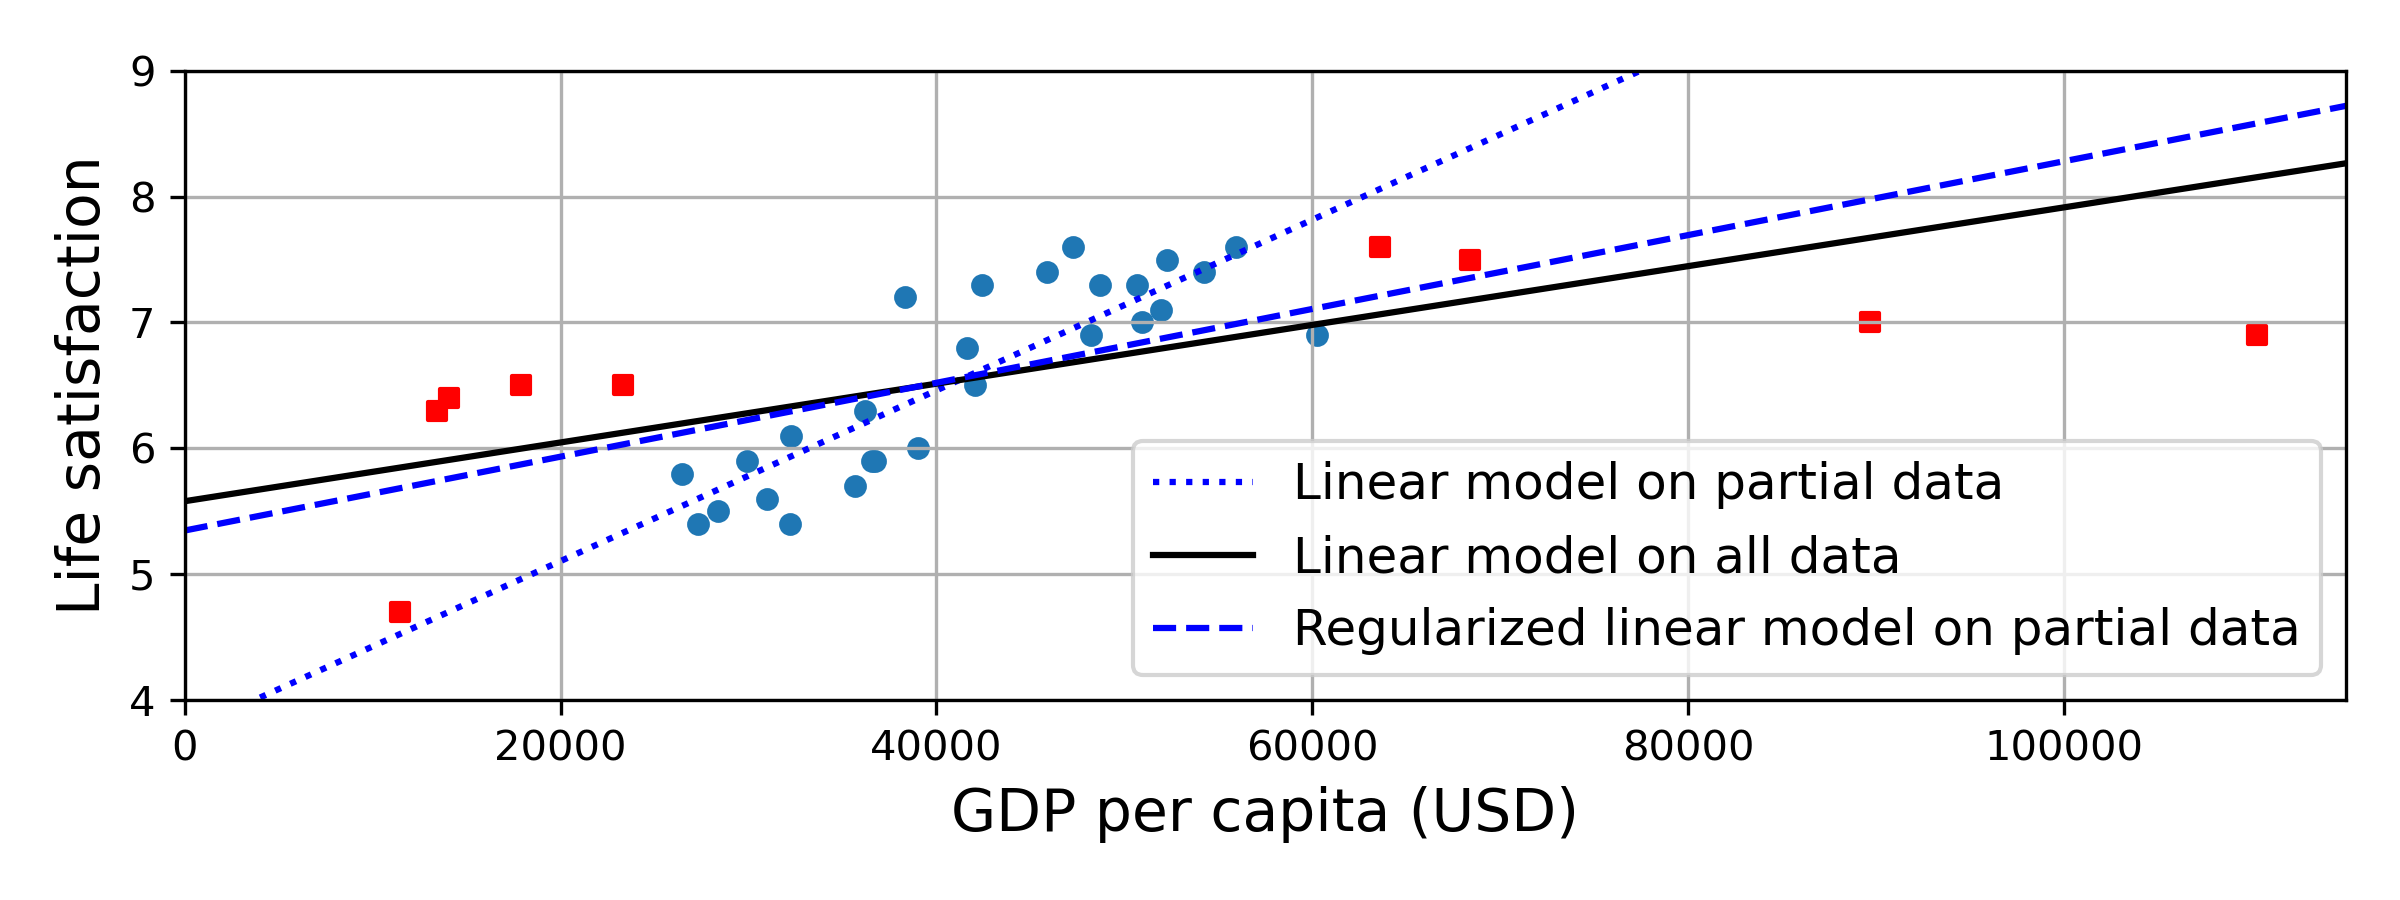 9
8
7
6
5
4
Life satisfaction
Linear model on partial data
Linear model on all data
Regularized linear model on partial data
0 20000 40000 60000 80000 100000
GDP per capita (USD)